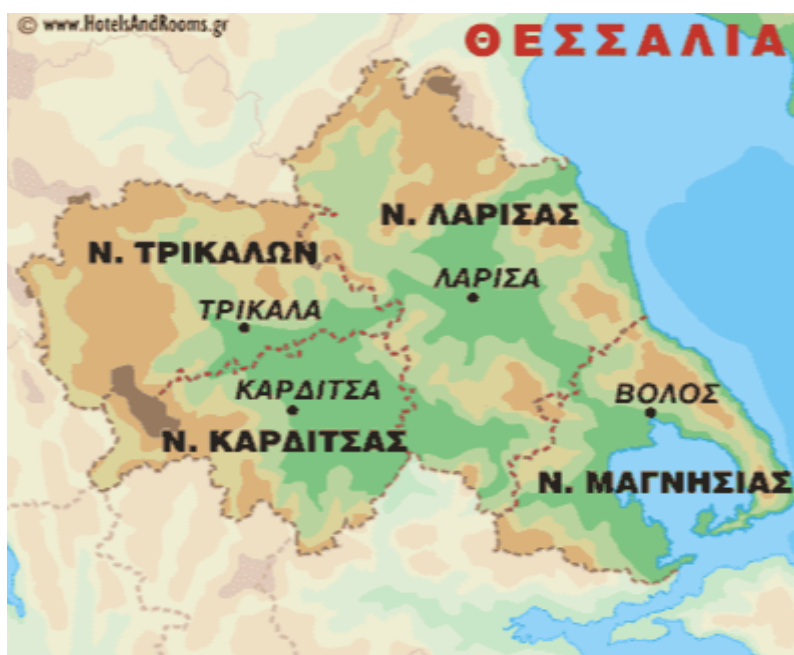 © www.HotelsAndRooms.gr
ΘΕΣΣΑΛΙΑ
Ν. ΛΑΡΙΣΑΣ
Ν. ΤΡΙΚΑΛΩΝ
ΛΑΡΙΣΑ
ΤΡΙΚΑΛΑ
ΚΑΡΔΙΤΣΑ
ΒΟΛΟΣ
Ν. ΚΑΡΔΙΤΣΑΣ
Ν. ΜΑΓΝΗΣΙΑΣ